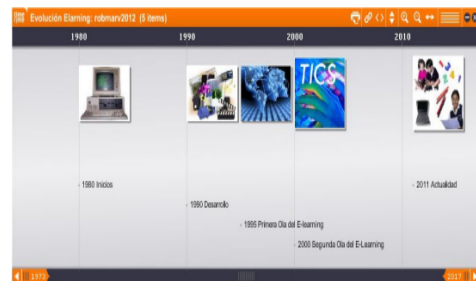 Evolución Elarning: robmarv2012 (5 items)
1980 1990 2000 2010
TICS
1980 Inicios
2011 Actualidad
1990 Desarrollo
1995 Primera Ola del E-learning
2000 Segunda Ola del E-Learning
1973 2017